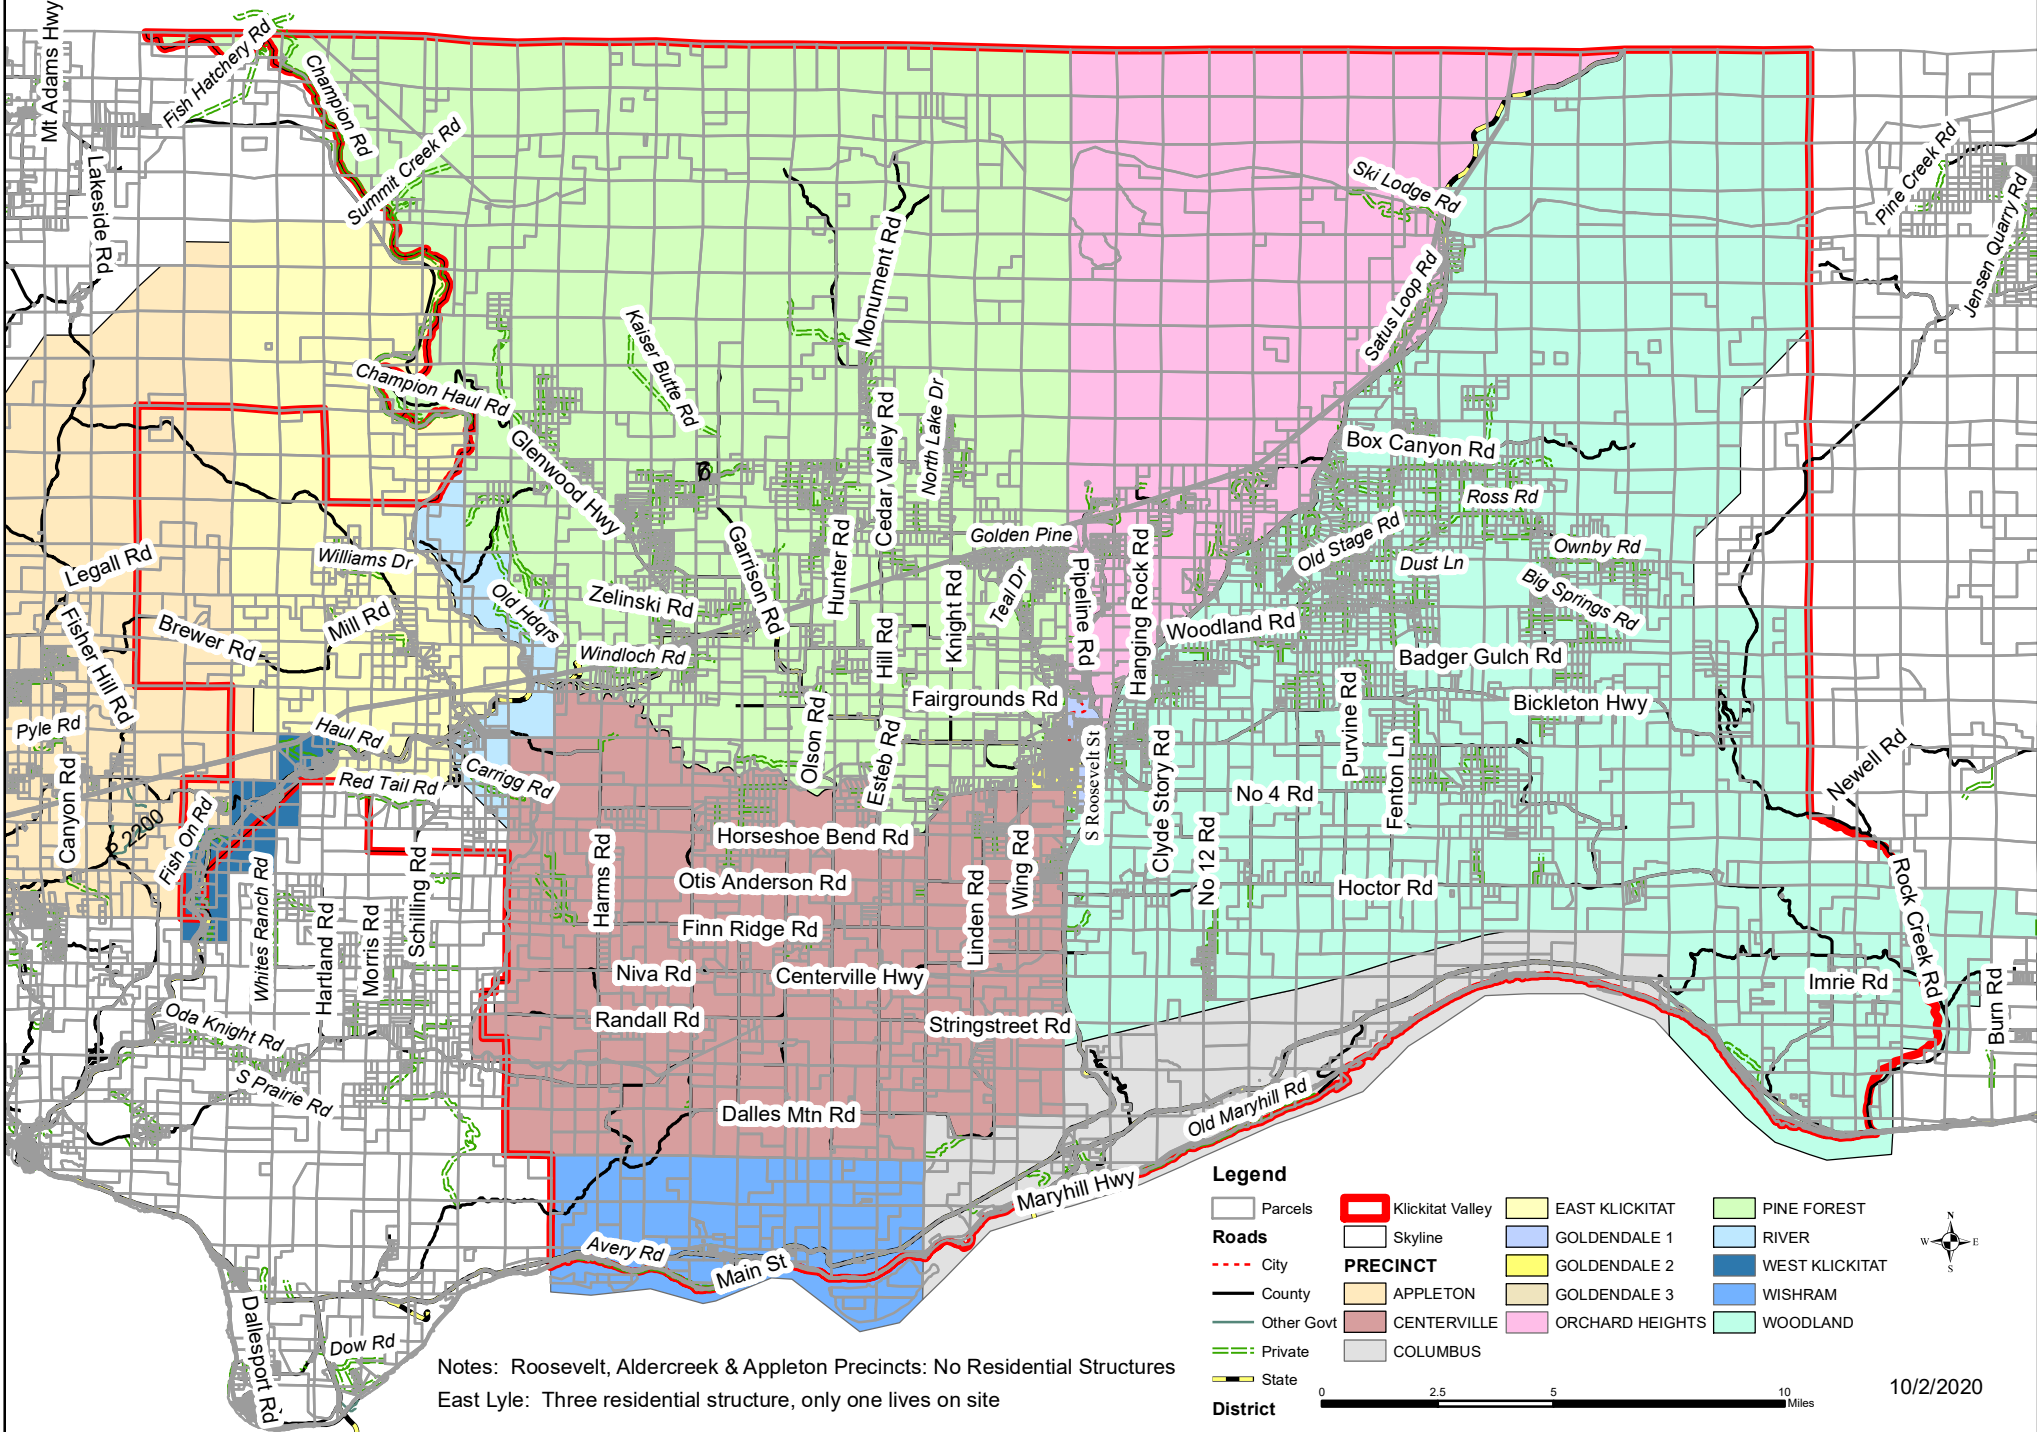 Mt Adams Hwy
Fish Hatchery Rd
Champion Rd
Summit Creek Rd
Lakeside Rd
Ski Lodge Rd
Pine Creek Rd
Jensen Quarry Rd
Monument Rd
Satus Loop Rd
Kaiser Butte Rd
Champion Haul Rd
Glenwood Hwy
Cedar Valley Rd
North Lake Dr
Box Canyon Rd
Ross Rd
Legall Rd
Williams Dr
Garrison Rd
Hunter Rd
Golden Pine
Old Stage Rd
Dust Ln
Ownby Rd
Big Springs Rd
Fisher Hill Rd
Brewer Rd
Mill Rd
Old Hdqrs
Zelinski Rd
Windloch Rd
Hill Rd
Knight Rd
Teal Dr
Pipeline Rd
Hanging Rock Rd
Woodland Rd
Badger Gulch Rd
Bickleton Hwy
Pyle Rd
Haul Rd
Fairgrounds Rd
Olson Rd
Esteb Rd
S Roosevelt St
Clyde Story Rd
Purvine Rd
Fenton Ln
Newell Rd
Canyon Rd
Red Tail Rd
Carrigg Rd
No 4 Rd
Fish On Rd
Horseshoe Bend Rd
Harms Rd
Otis Anderson Rd
Wing Rd
Linden Rd
No 12 Rd
Hoctor Rd
Rock Creek Rd
Whites Ranch Rd
Hartland Rd
Morris Rd
Schilling Rd
Finn Ridge Rd
Niva Rd
Centerville Hwy
Imrie Rd
Burn Rd
Oda Knight Rd
Randall Rd
Stringstreet Rd
S Prairie Rd
Dalles Mtn Rd
Old Maryhill Rd
Maryhill Hwy
Avery Rd
Main St
Dallesport Rd
Dow Rd
Notes: Roosevelt, Aldercreek & Appleton Precincts: No Residential Structures
East Lyle: Three residential structure, only one lives on site
Legend
Parcels
Roads
City
County
Other Govt
Private
State
District
Klickitat Valley
Skyline
PRECINCT
APPLETON
CENTERVILLE
COLUMBUS
EAST KLICKITAT
GOLDENDALE 1
GOLDENDALE 2
GOLDENDALE 3
ORCHARD HEIGHTS
PINE FOREST
RIVER
WEST KLICKITAT
WISHRAM
WOODLAND
N
W E
S
0 2.5 5 10
Miles
10/2/2020